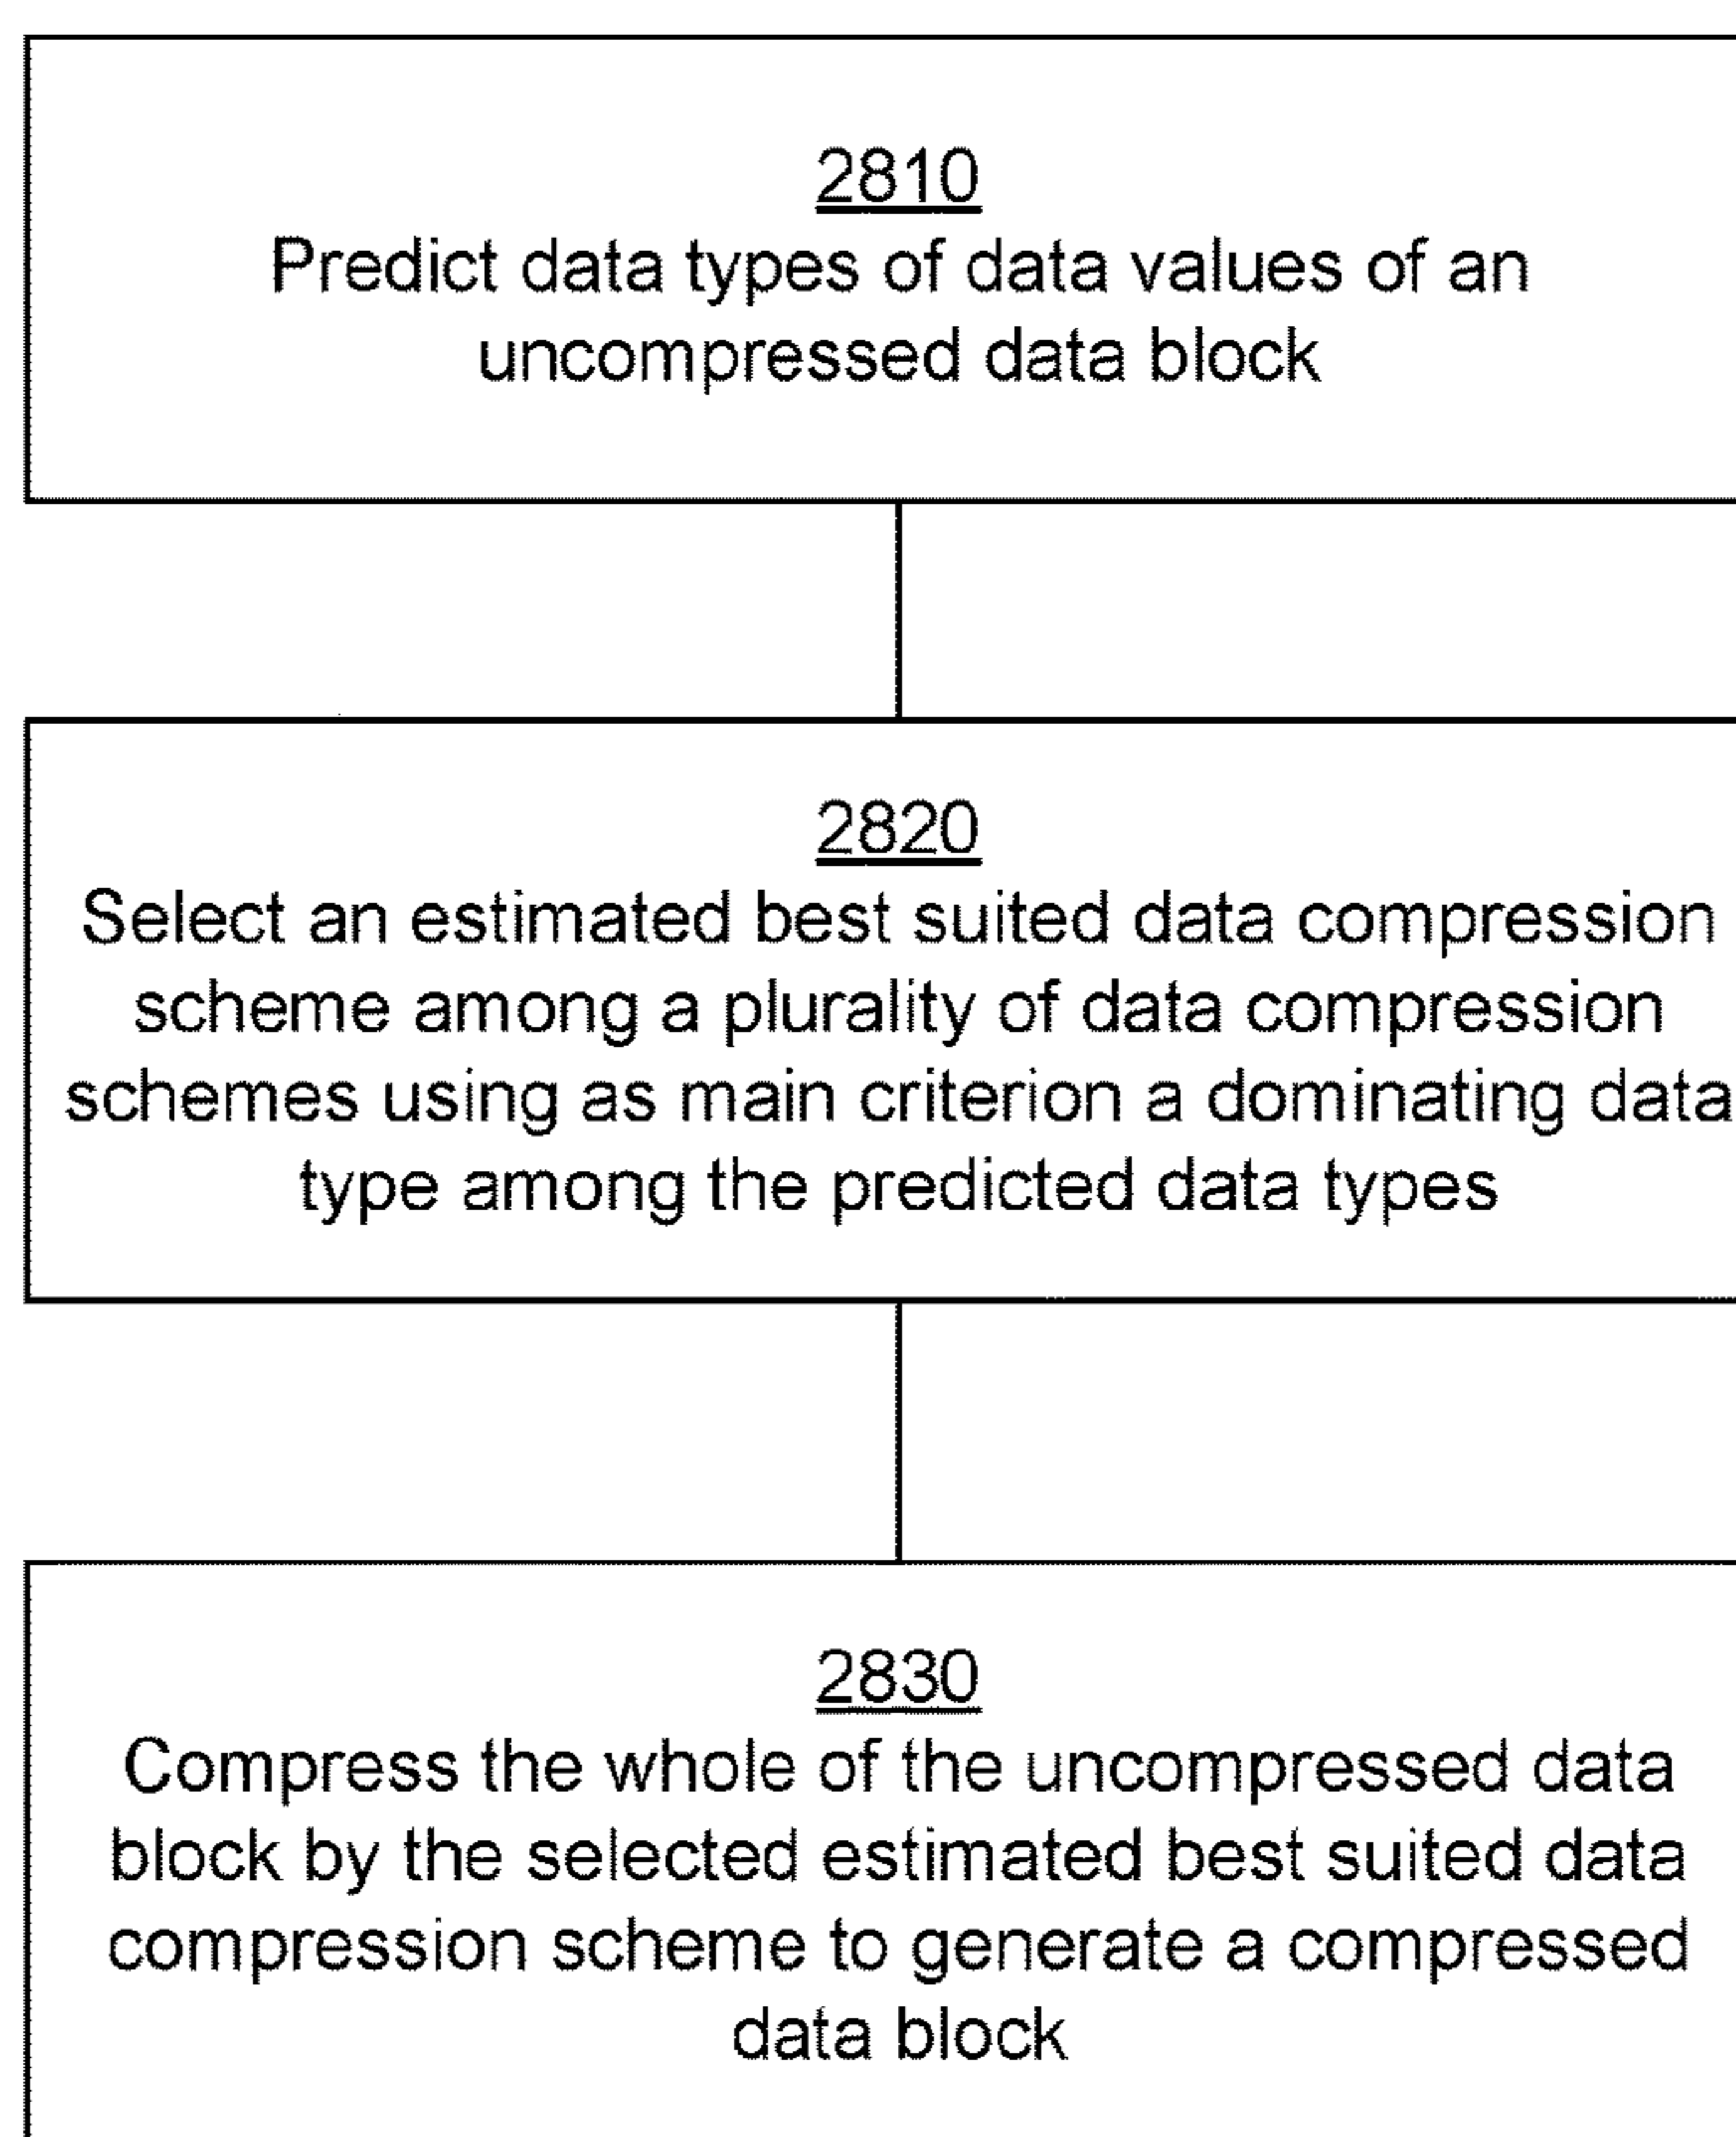 2810
Predict data types of data values of an
uncompressed data block
2820
Select an estimated best suited data compression
scheme among a plurality of data compression
schemes using as main criterion a dominating data
type among the predicted data types
2830
Compress the whole of the uncompressed data
block by the selected estimated best suited data
compression scheme to generate a compressed
data block